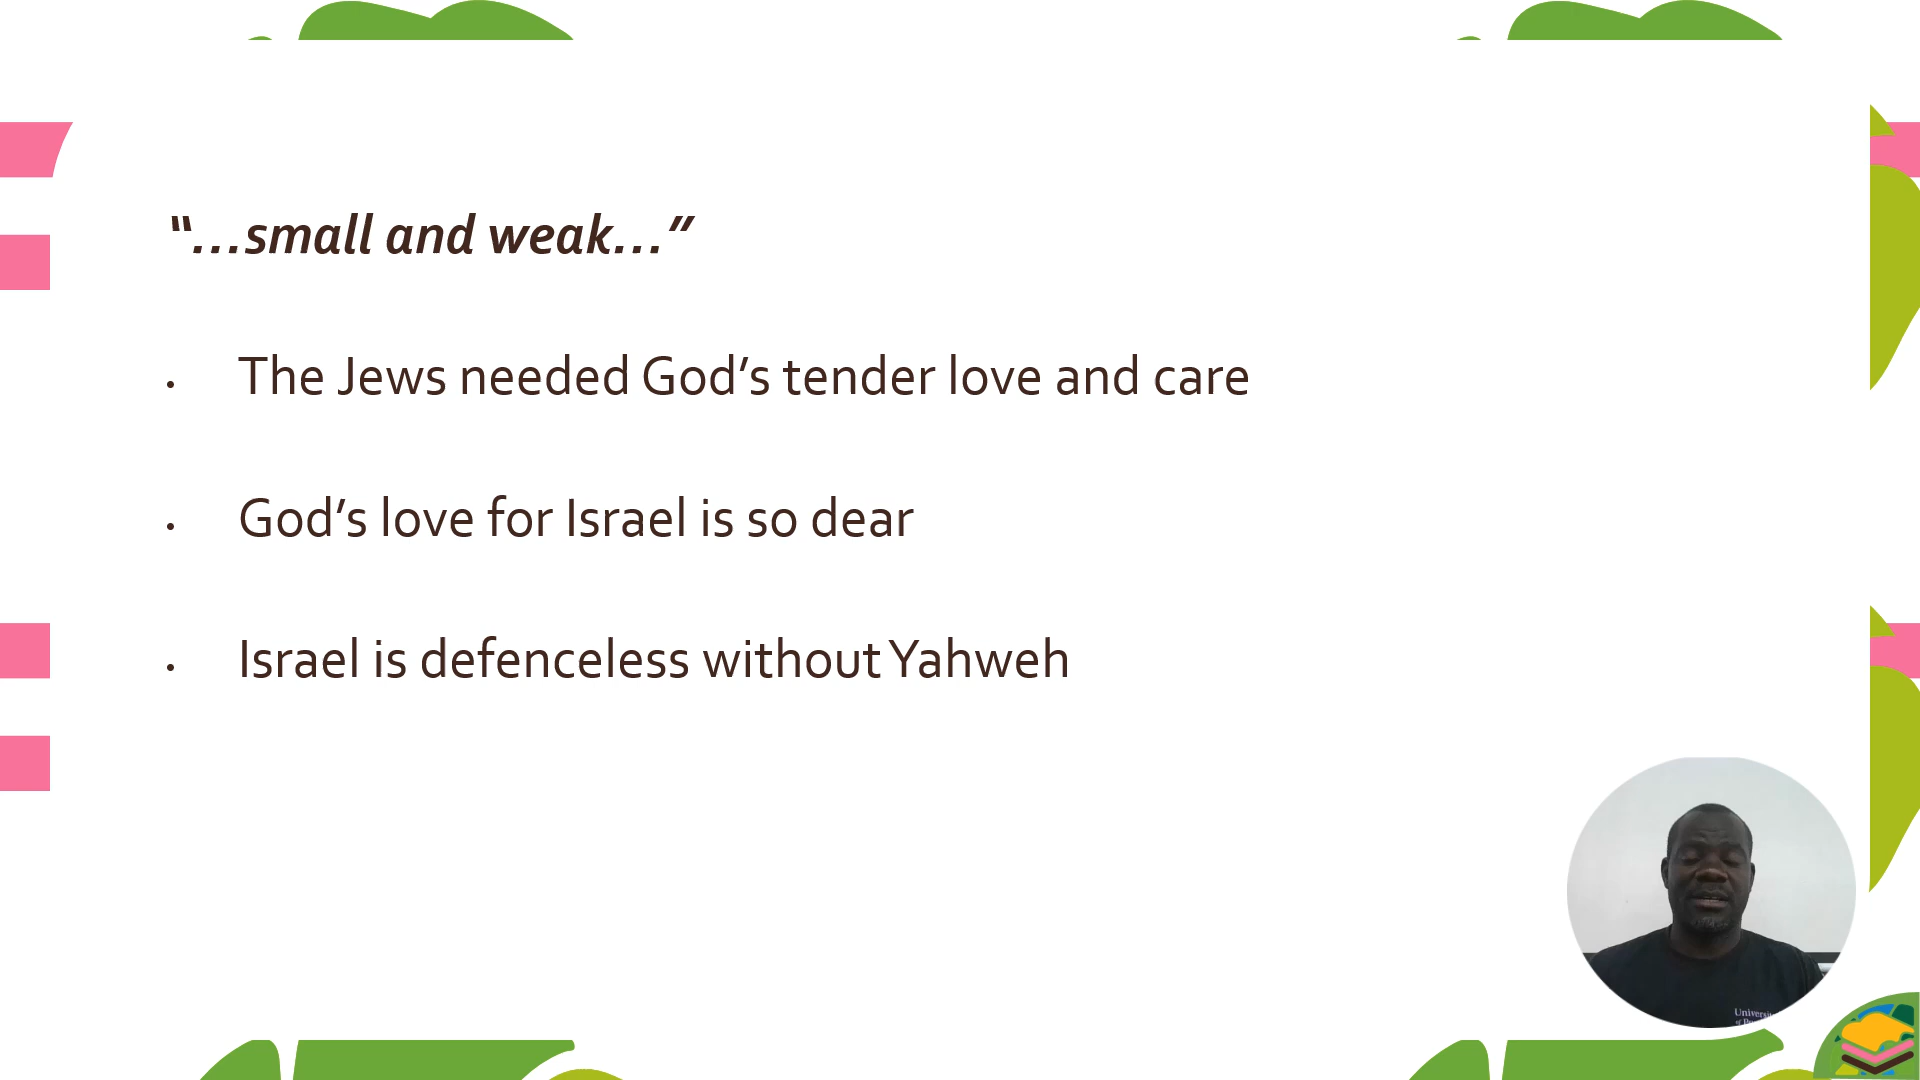 “…small and weak…”
• The Jews needed God’s tender love and care
• God’s love for Israel is so dear
• Israel is defenceless without Yahweh